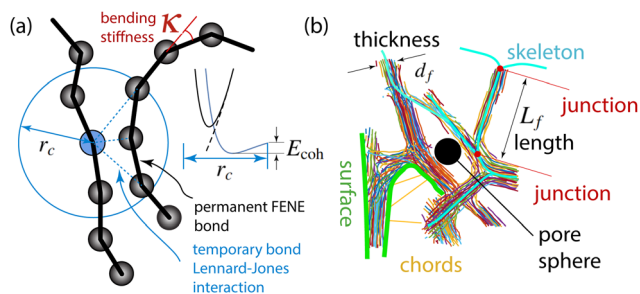 (a)
bending
stiffness
κ
r_c
E_coh
r_c
permanent FENE
bond
temporary bond
Lennard-Jones
interaction
(b)
thickness
d_f
skeleton
junction
L_f
length
junction
surface
pore
sphere
chords